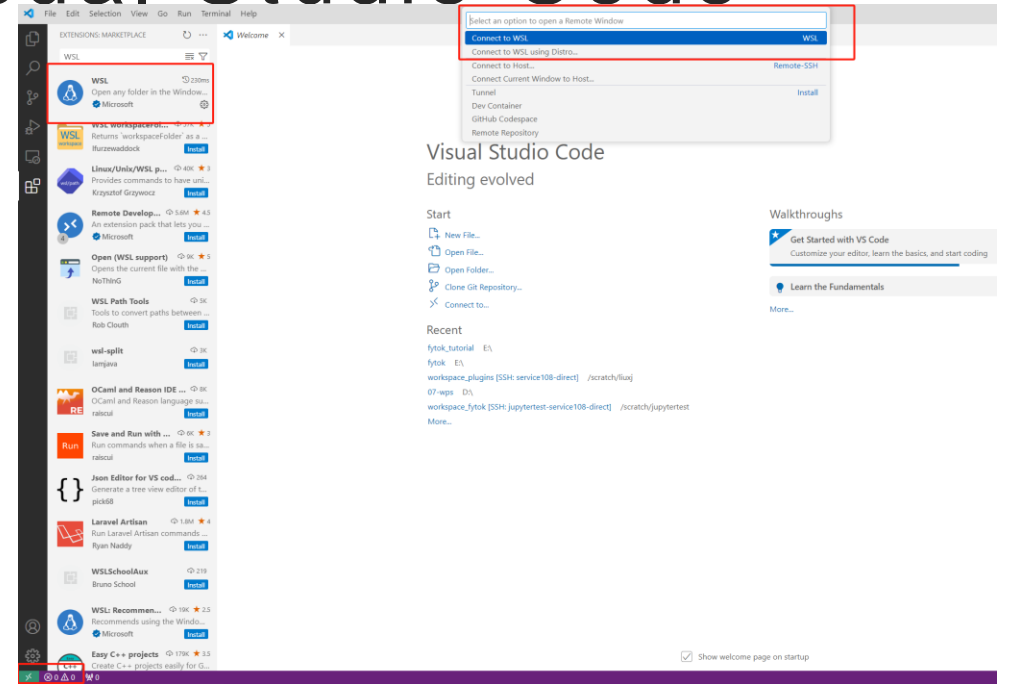 Visual Studio Code
File Edit Selection View Go Run Terminal Help
EXTENSIONS: MARKETPLACE
WSL
WSL 230ms
Open any folder in the Window...
Microsoft
WSL workspaceFol... 37K 5
Returns `workspaceFolder` as a ...
lfurzewaddock Install
Linux/Unix/WSL p... 40K 3
Provides commands to have uni...
Krzysztof Grzywocz Install
Remote Develop... 5.8M 4.5
An extension pack that lets you ...
Microsoft Install
4
Open (WSL support) 9K 5
Opens the current file with the ...
NoThInG Install
WSL Path Tools 3K
Tools to convert paths between ...
Rob Clouth Install
wsl-split 3K
lamjava Install
OCaml and Reason IDE ... 8K
OCaml and Reason language su...
raiscui Install
RE
Save and Run with ... 6K 3
Run commands when a file is sa...
raiscui Install
Run
Json Editor for VS cod... 264
Generate a tree view editor of t...
pick68 Install
{ }
Laravel Artisan 1.8M 4
Run Laravel Artisan commands ...
Ryan Naddy Install
WSLSchoolAux 219
Bruno School Install
WSL: Recommen... 19K 2.5
Recommends using the Windo...
Microsoft Install
Easy C++ projects 179K 3.5
Create C++ projects easily for G...
C++
0 0 0
Welcome
Select an option to open a Remote Window
Connect to WSL WSL
Connect to WSL using Distro...
Connect to Host... Remote-SSH
Connect Current Window to Host...
Tunnel Install
Dev Container
GitHub Codespace
Remote Repository
Visual Studio Code
Editing evolved
Start
New File...
Open File...
Open Folder...
Clone Git Repository...
Connect to...
Recent
fytok_tutorial E:\
fytok E:\
workspace_plugins [SSH: service108-direct] /scratch/liuxj
07-wps D:\
workspace_fytok [SSH: jupytertest-service108-direct] /scratch/jupytertest
More...
Walkthroughs
Get Started with VS Code
Customize your editor, learn the basics, and start coding
Learn the Fundamentals
More...
Show welcome page on startup